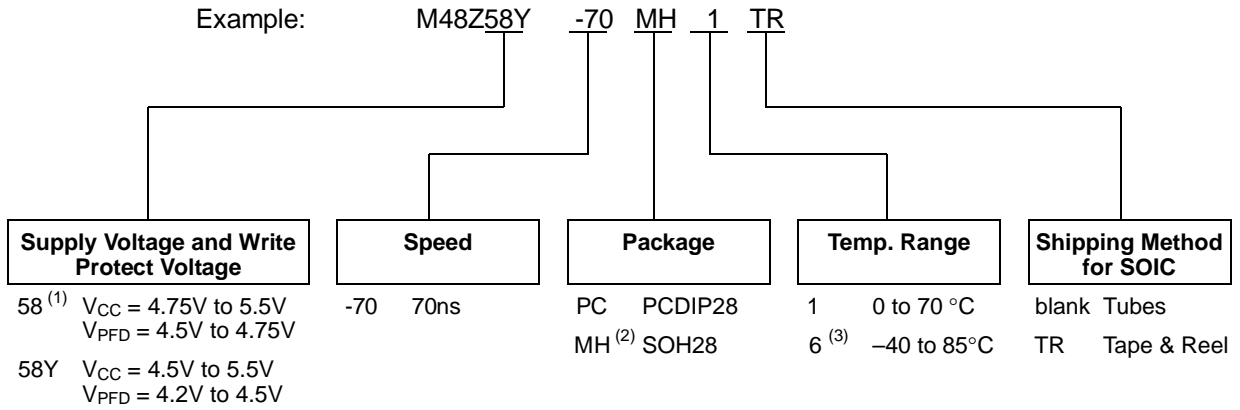 Example: M48Z58Y -70 MH 1 TR
Supply Voltage and Write
Protect Voltage
58 (1) VCC = 4.75V to 5.5V
VPFD = 4.5V to 4.75V
58Y VCC = 4.5V to 5.5V
VPFD = 4.2V to 4.5V
Speed
-70 70ns
Package
PC PCDIP28
MH (2) SOH28
Temp. Range
1 0 to 70 °C
6 (3) –40 to 85°C
Shipping Method
for SOIC
blank Tubes
TR Tape & Reel